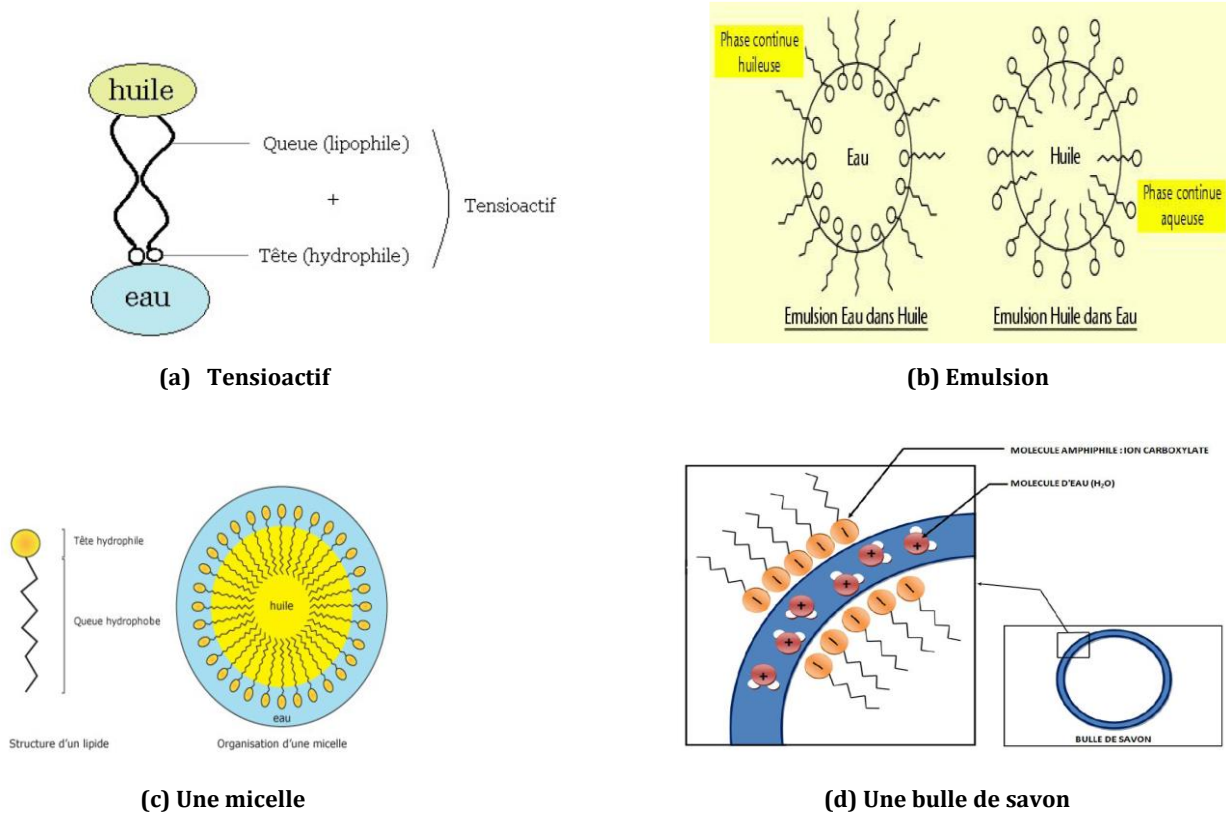 huile
Queue (lipophile)
+
Tensioactif
Tête (hydrophile)
eau
(a) Tensioactif
Phase continue
huileuse
Eau
Huile
Phase continue
aqueuse
Emulsion Eau dans Huile
Emulsion Huile dans Eau
(b) Emulsion
Tête hydrophile
Queue hydrophobe
huile
eau
Structure d'un lipide
Organisation d'une micelle
(c) Une micelle
MOLECULE AMPHIPHILE : ION CARBOXYLATE
MOLECULE D'EAU (H₂O)
BULLE DE SAVON
(d) Une bulle de savon